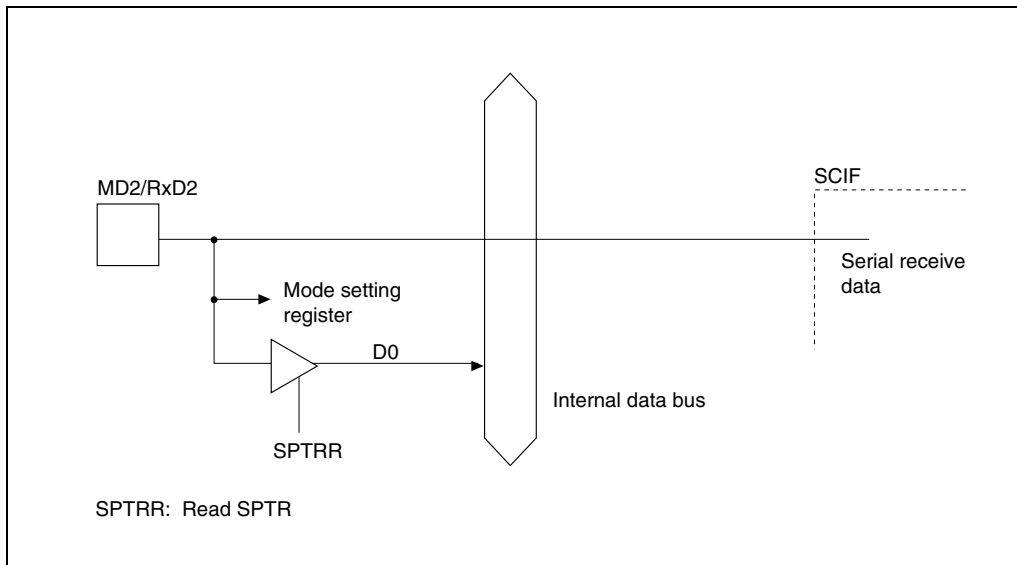 MD2/RxD2
SCIF
Serial receive
data
Mode setting
register
D0
Internal data bus
SPTRR
SPTRR: Read SPTR